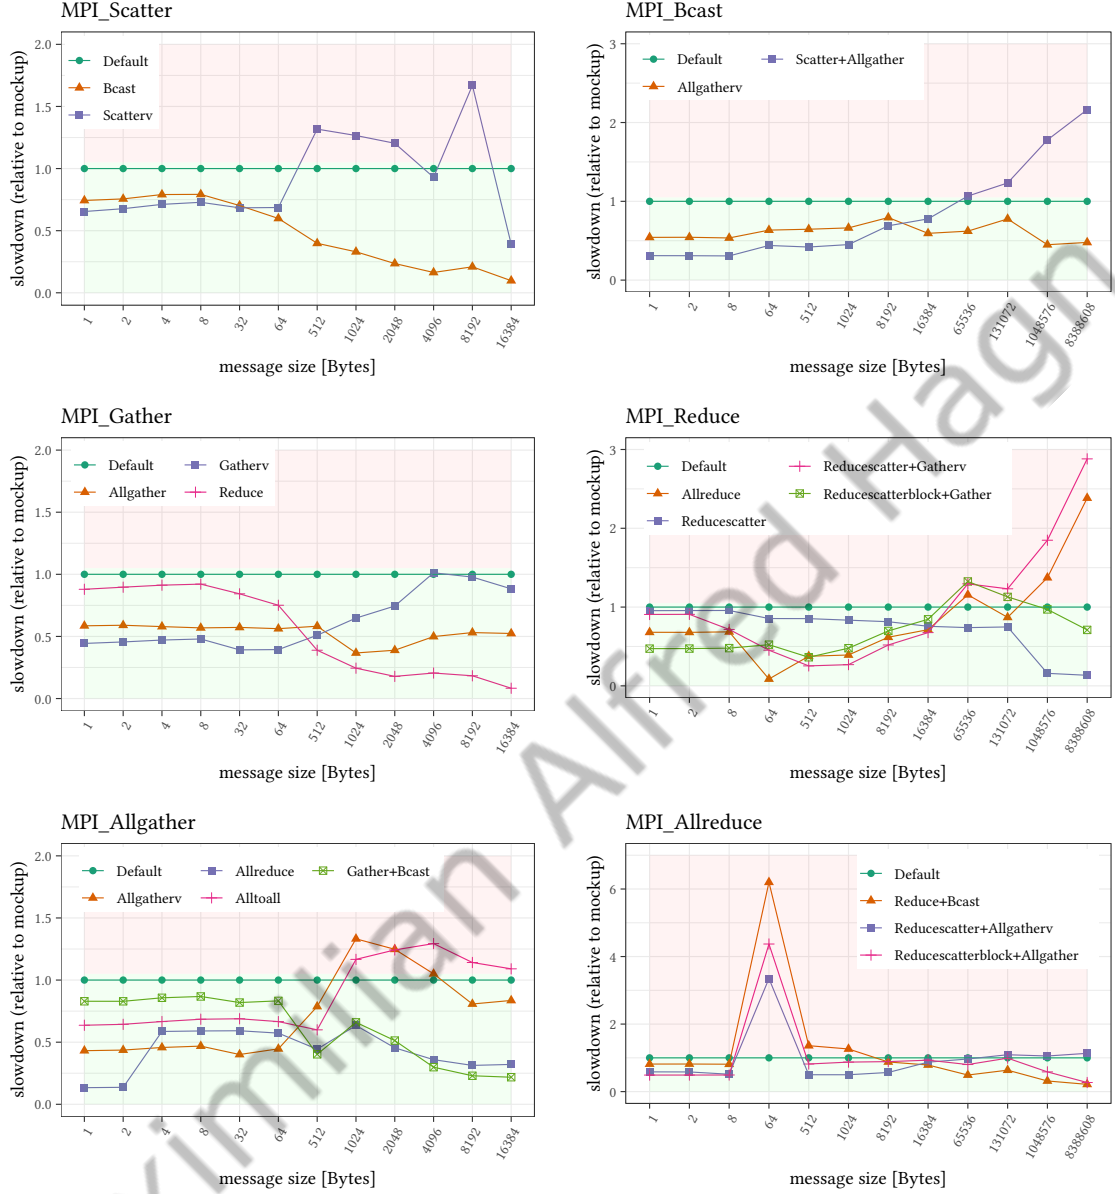 MPI_Scatter
slowdown (relative to mockup)
2.0
1.5
1.0
0.5
0.0
Default
Bcast
Scatterv
1 2 4 8 32 64 512 1024 2048 4096 8192 16384
message size [Bytes]
MPI_Bcast
slowdown (relative to mockup)
3
2
1
0
Default Scatter+Allgather
Allgatherv
1 2 8 64 512 1024 8192 16384 65536 131072 1048576 8388608
message size [Bytes]
MPI_Gather
slowdown (relative to mockup)
2.0
1.5
1.0
0.5
0.0
Default Gatherv
Allgather Reduce
1 2 4 8 32 64 512 1024 2048 4096 8192 16384
message size [Bytes]
MPI_Reduce
slowdown (relative to mockup)
3
2
1
0
Default Reducescatter+Gatherv
Allreduce Reducescatterblock+Gather
Reducescatter
1 2 8 64 512 1024 8192 16384 65536 131072 1048576 8388608
message size [Bytes]
MPI_Allgather
slowdown (relative to mockup)
2.0
1.5
1.0
0.5
0.0
Default Allreduce Gather+Bcast
Allgatherv Alltoall
1 2 4 8 32 64 512 1024 2048 4096 8192 16384
message size [Bytes]
MPI_Allreduce
slowdown (relative to mockup)
6
4
2
0
Default
Reduce+Bcast
Reducescatter+Allgatherv
Reducescatterblock+Allgather
1 2 8 64 512 1024 8192 16384 65536 131072 1048576 8388608
message size [Bytes]
ximilian Alfred Hagn